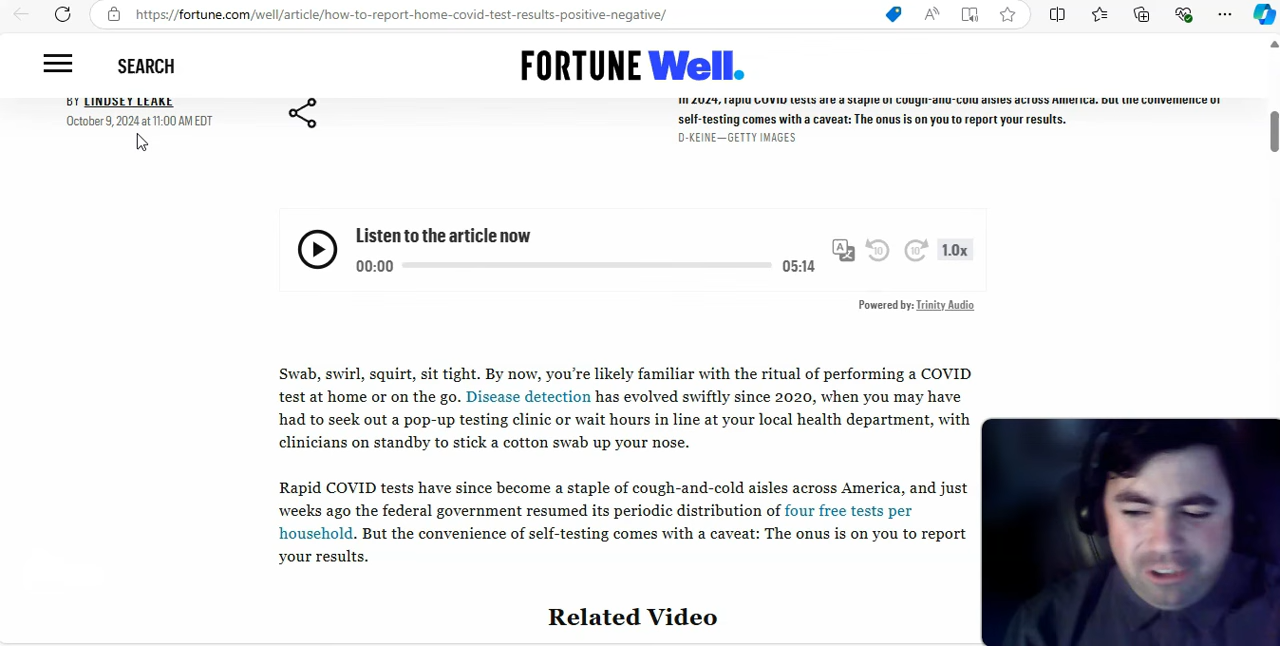 https://fortune.com/well/article/how-to-report-home-covid-test-results-positive-negative/
SEARCH
FORTUNE Well.
BY LINDSEY LEAKE
October 9, 2024 at 11:00 AM EDT
In 2024, rapid COVID tests are a staple of cough-and-cold aisles across America. But the convenience of
self-testing comes with a caveat: The onus is on you to report your results.
D-KEINE—GETTY IMAGES
Listen to the article now
00:00
05:14
10
10
1.0x
Powered by: Trinity Audio
Swab, swirl, squirt, sit tight. By now, you’re likely familiar with the ritual of performing a COVID
test at home or on the go. Disease detection has evolved swiftly since 2020, when you may have
had to seek out a pop-up testing clinic or wait hours in line at your local health department, with
clinicians on standby to stick a cotton swab up your nose.
Rapid COVID tests have since become a staple of cough-and-cold aisles across America, and just
weeks ago the federal government resumed its periodic distribution of four free tests per
household. But the convenience of self-testing comes with a caveat: The onus is on you to report
your results.
Related Video